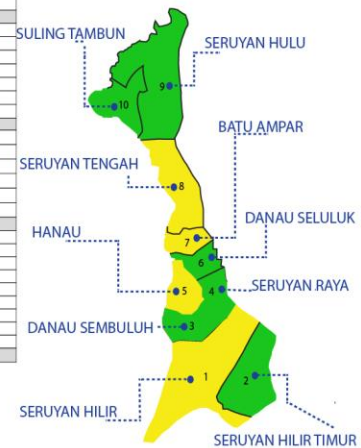 SULING TAMBUN
SERUYAN HULU
9
10
BATU AMPAR
SERUYAN TENGAH
8
DANAU SELULUK
HANAU
7
6
SERUYAN RAYA
5
4
DANAU SEMBULUH
3
1
2
SERUYAN HILIR
SERUYAN HILIR TIMUR